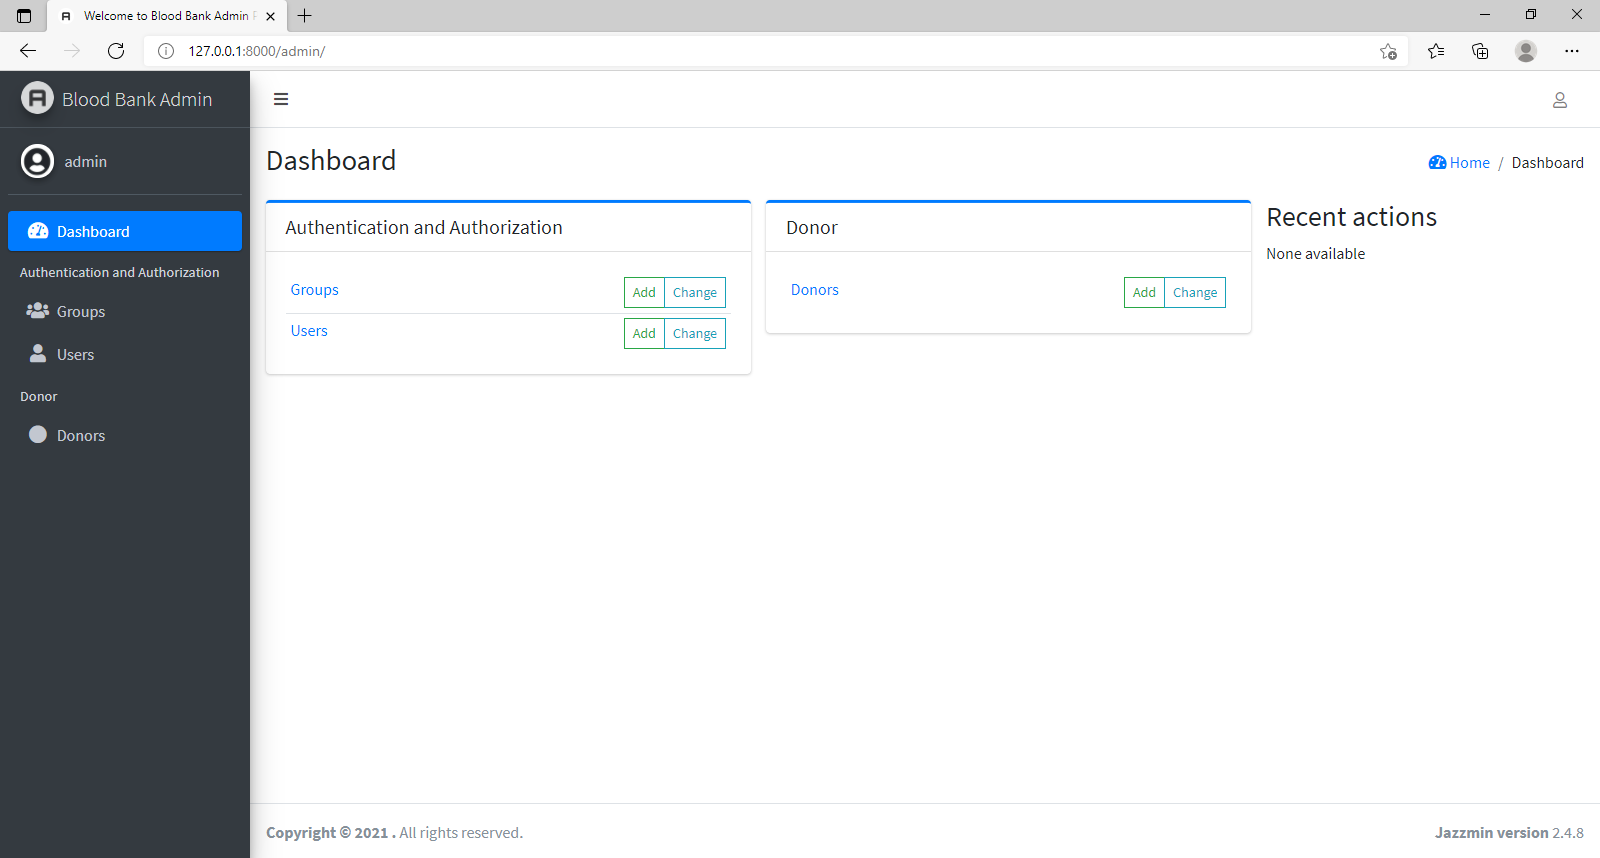 Welcome to Blood Bank Admin
127.0.0.1:8000/admin/
Blood Bank Admin
admin
Dashboard
Authentication and Authorization
Groups
Users
Donor
Donors
Dashboard
Home / Dashboard
Authentication and Authorization
Groups Add Change
Users Add Change
Donor
Donors Add Change
Recent actions
None available
Copyright © 2021 . All rights reserved.
Jazzmin version 2.4.8